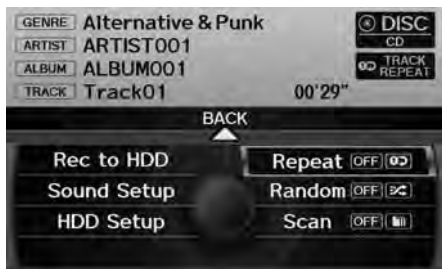 GENRE Alternative & Punk
DISC
CD
ARTIST ARTIST001
TRACK REPEAT
ALBUM ALBUM001
TRACK Track01 00'29"
BACK
Rec to HDD Repeat OFF
Sound Setup Random OFF
HDD Setup Scan OFF